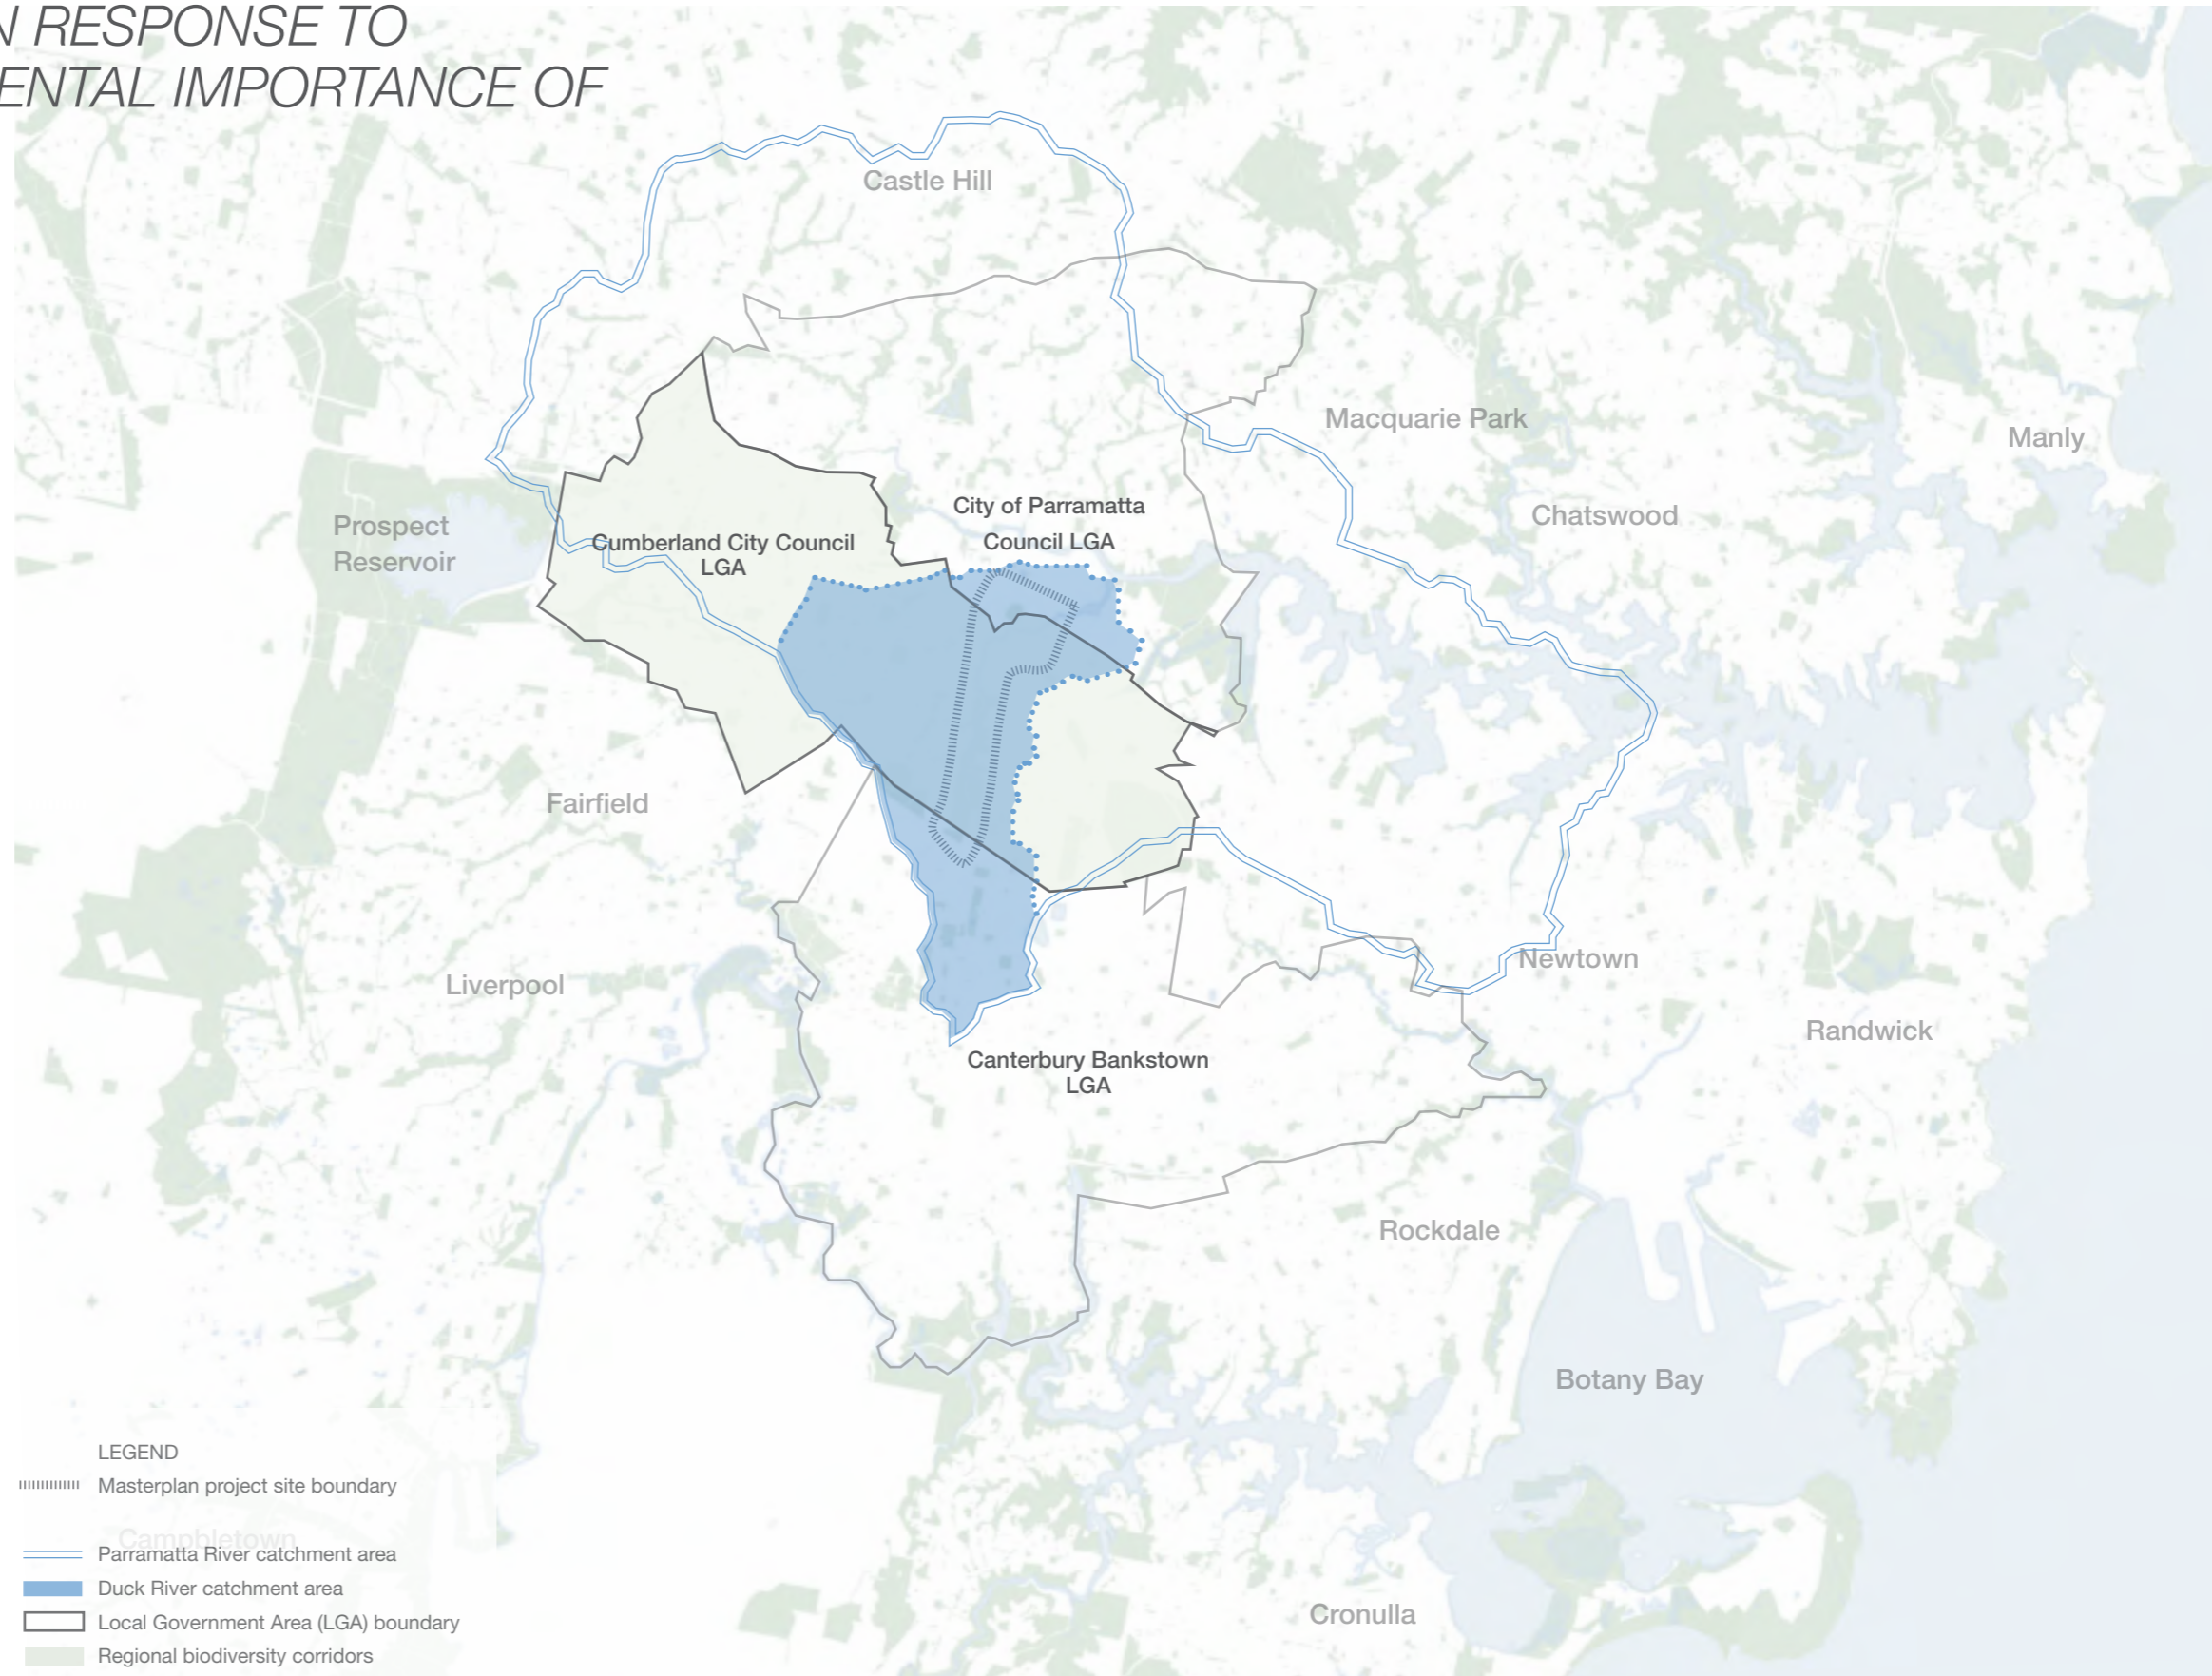 N RESPONSE TO
ENTAL IMPORTANCE OF
Castle Hill
Macquarie Park
Manly
City of Parramatta
Council LGA
Chatswood
Prospect
Reservoir
Cumberland City Council
LGA
Fairfield
Liverpool
Newtown
Randwick
Canterbury Bankstown
LGA
Rockdale
Botany Bay
LEGEND
Masterplan project site boundary
Campbletown
Parramatta River catchment area
Duck River catchment area
Local Government Area (LGA) boundary
Regional biodiversity corridors
Cronulla